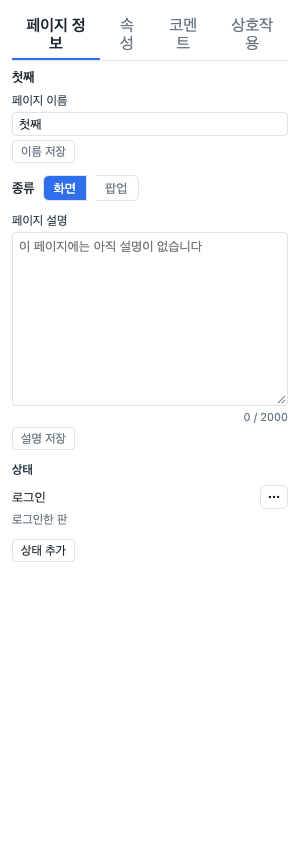 페이지 정보
속성
코멘트
상호작용
첫째
페이지 이름
첫째
이름 저장
종류 화면 팝업
페이지 설명
이 페이지에는 아직 설명이 없습니다
0 / 2000
설명 저장
상태
로그인 ...
로그인한 판
상태 추가